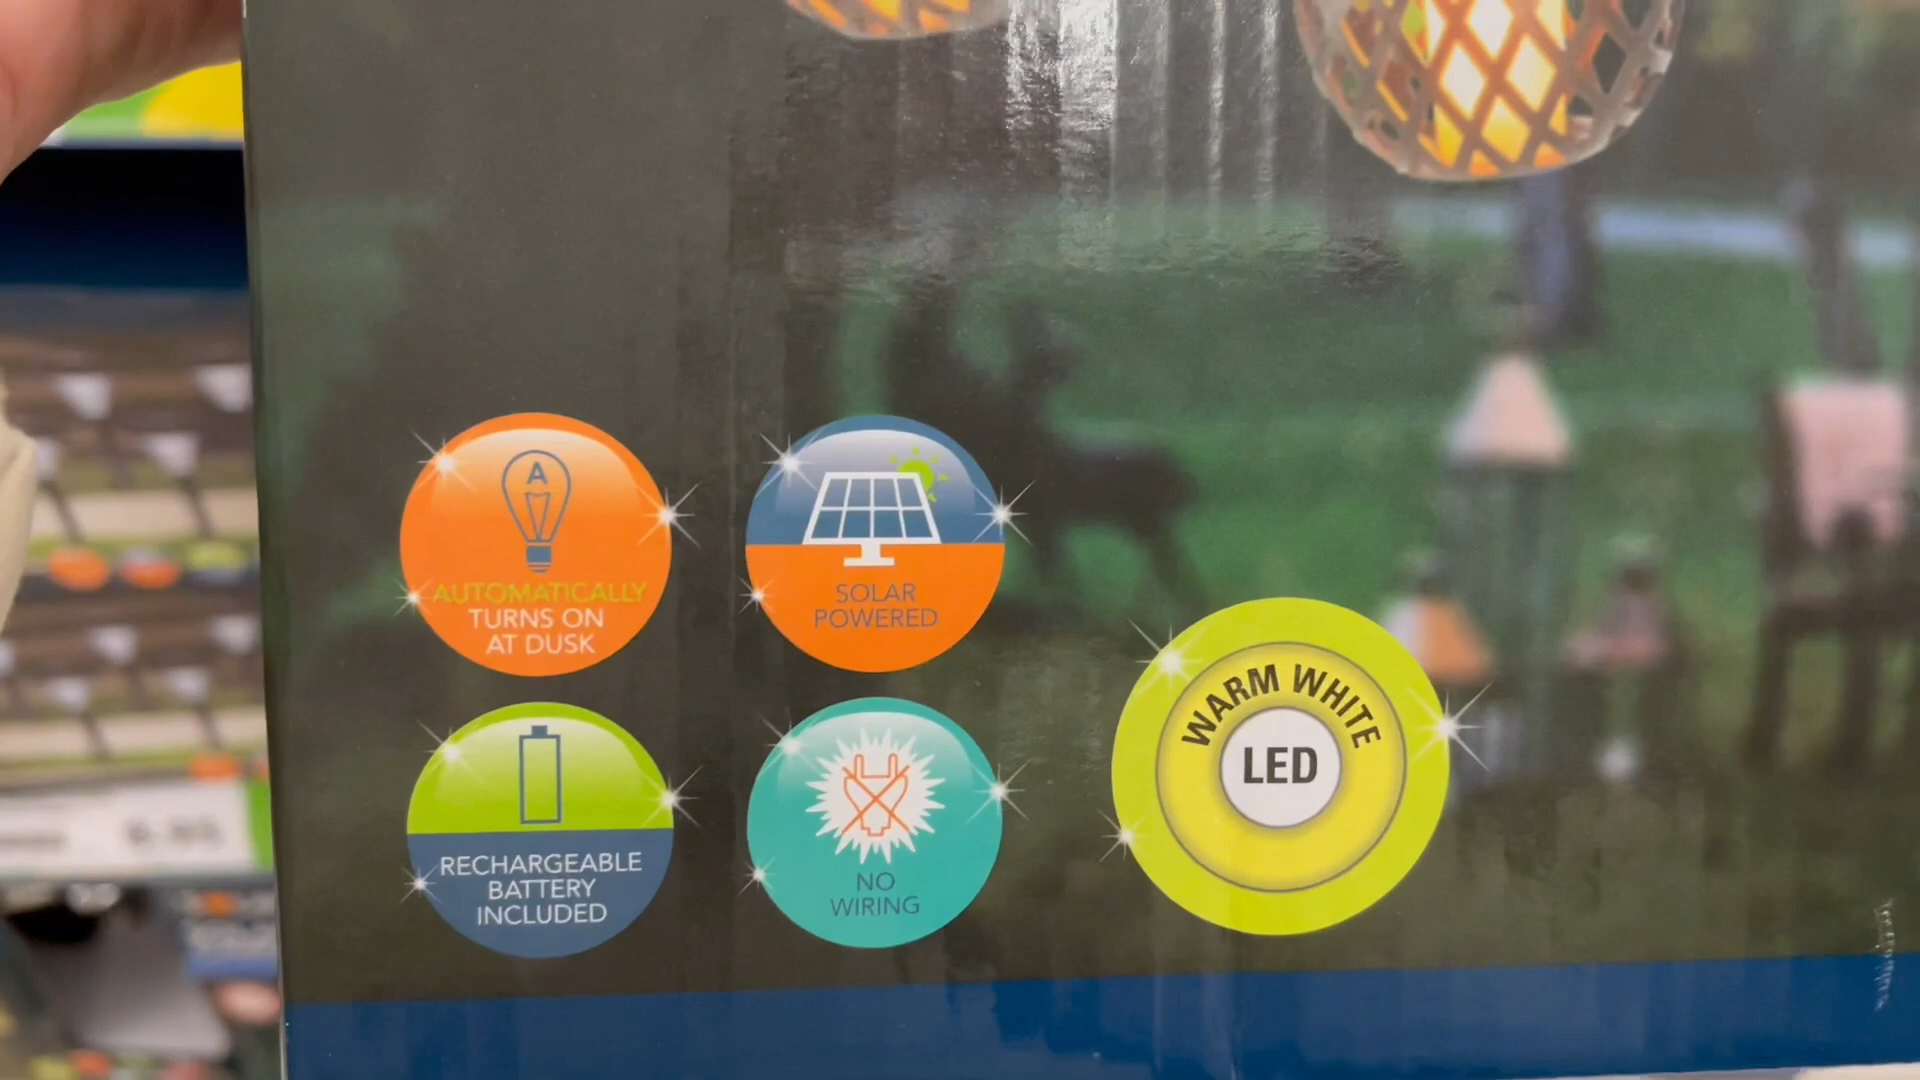 A
AUTOMATICALLY
TURNS ON
AT DUSK
SOLAR
POWERED
RECHARGEABLE
BATTERY
INCLUDED
NO
WIRING
WARM WHITE
LED